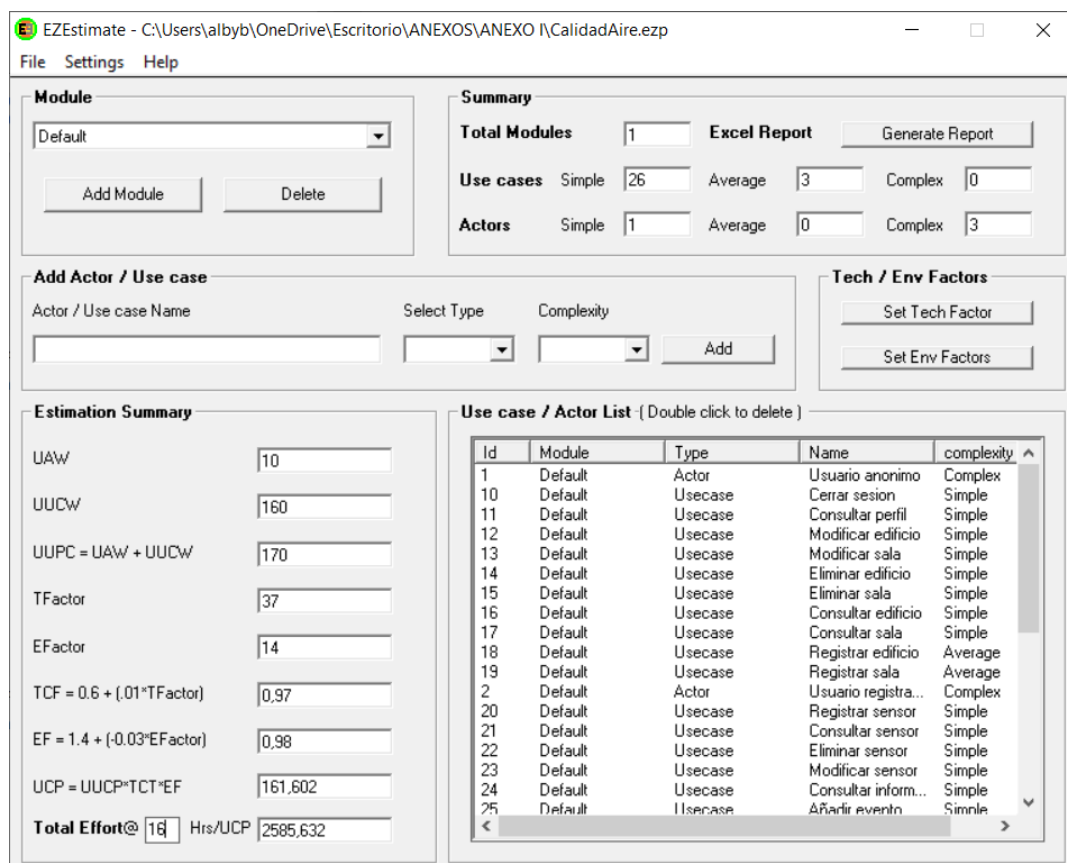 EZEstimate - C:\Users\albyb\OneDrive\Escritorio\ANEXOS\ANEXO I\CalidadAire.ezp
File Settings Help
Module
Default
Add Module Delete
Summary
Total Modules 1 Excel Report Generate Report
Use cases Simple 26 Average 3 Complex 0
Actors Simple 1 Average 0 Complex 3
Add Actor / Use case
Actor / Use case Name Select Type Complexity
Add
Tech / Env Factors
Set Tech Factor
Set Env Factors
Estimation Summary
UAW 10
UUCW 160
UUPC = UAW + UUCW 170
TFactor 37
EFactor 14
TCF = 0.6 + (.01*TFactor) 0,97
EF = 1.4 + (-0.03*EFactor) 0,98
UCP = UUCP*TCT*EF 161,602
Total Effort@ 16 Hrs/UCP 2585,632
Use case / Actor List ( Double click to delete )
Id Module Type Name complexity
1 Default Actor Usuario anonimo Complex
10 Default Usecase Cerrar sesion Simple
11 Default Usecase Consultar perfil Simple
12 Default Usecase Modificar edificio Simple
13 Default Usecase Modificar sala Simple
14 Default Usecase Eliminar edificio Simple
15 Default Usecase Eliminar sala Simple
16 Default Usecase Consultar edificio Simple
17 Default Usecase Consultar sala Simple
18 Default Usecase Registrar edificio Average
19 Default Usecase Registrar sala Average
2 Default Actor Usuario registra... Complex
20 Default Usecase Registrar sensor Simple
21 Default Usecase Consultar sensor Simple
22 Default Usecase Eliminar sensor Simple
23 Default Usecase Modificar sensor Simple
24 Default Usecase Consultar inform... Simple
25 Default Usecase Añadir evento Simple